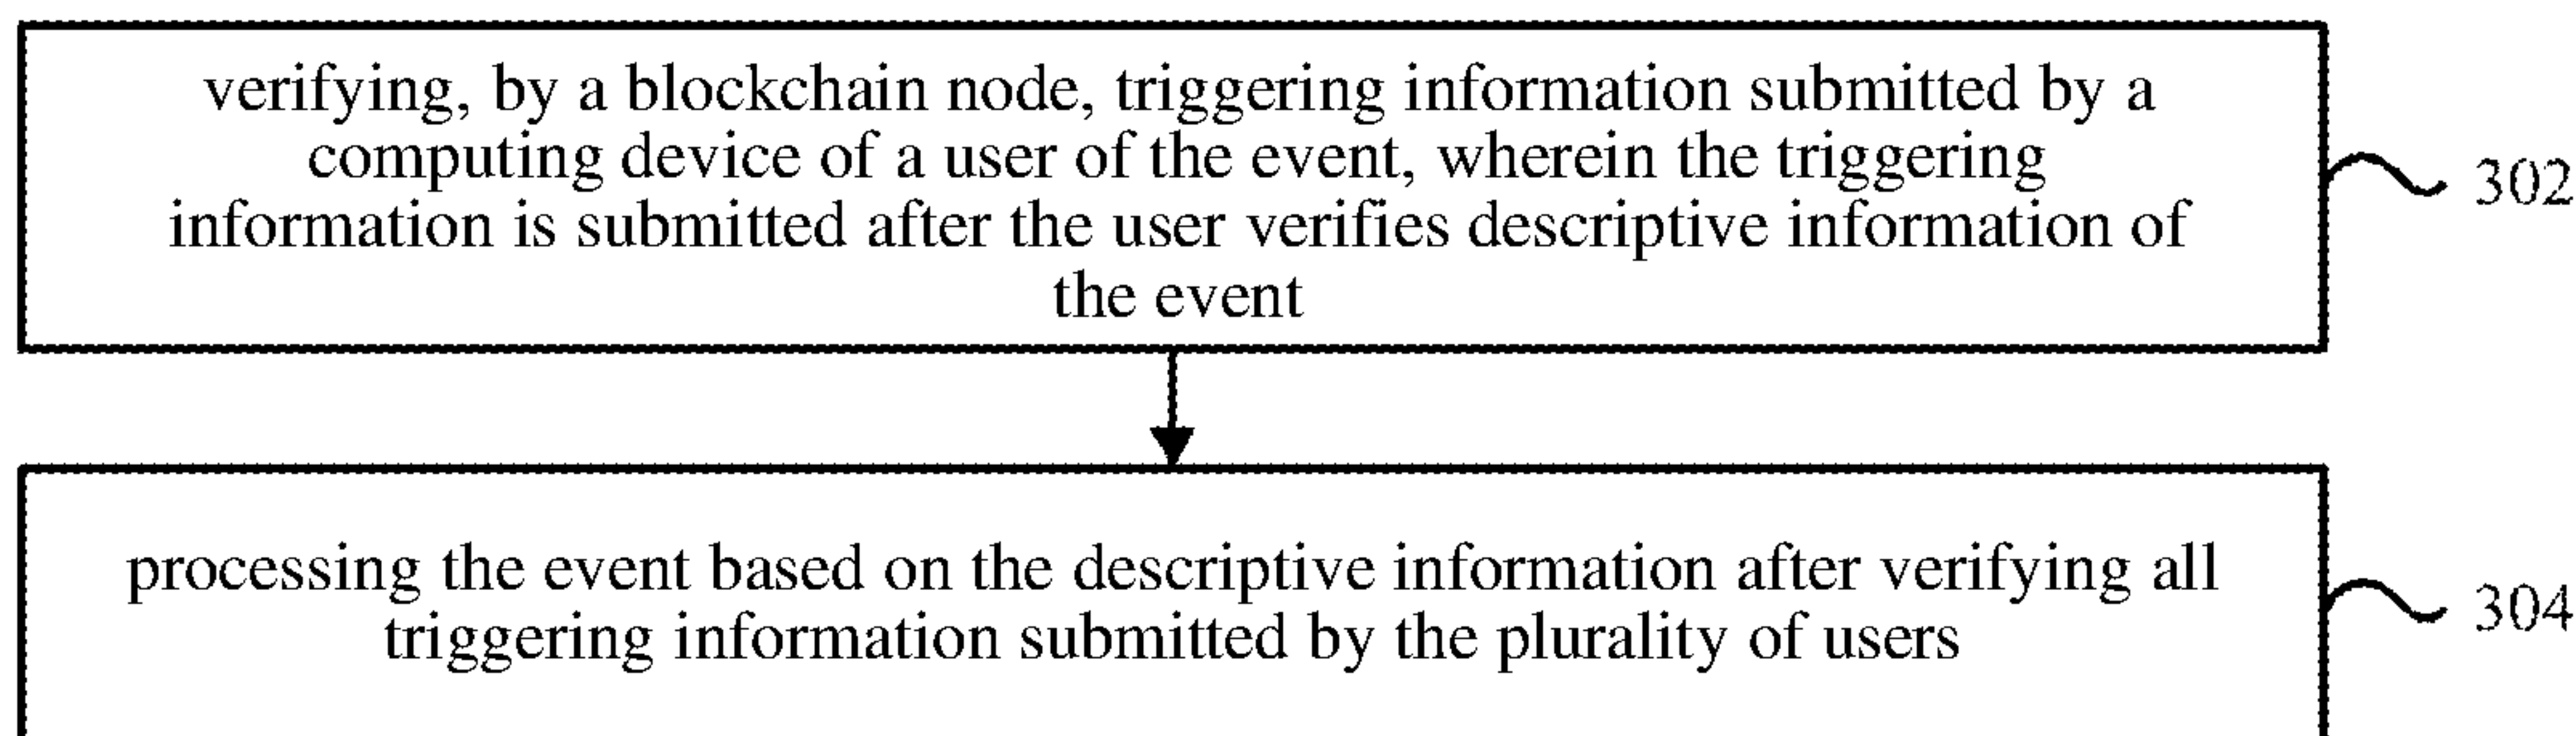 verifying, by a blockchain node, triggering information submitted by a
computing device of a user of the event, wherein the triggering
information is submitted after the user verifies descriptive information of
the event
302
processing the event based on the descriptive information after verifying all
triggering information submitted by the plurality of users
304